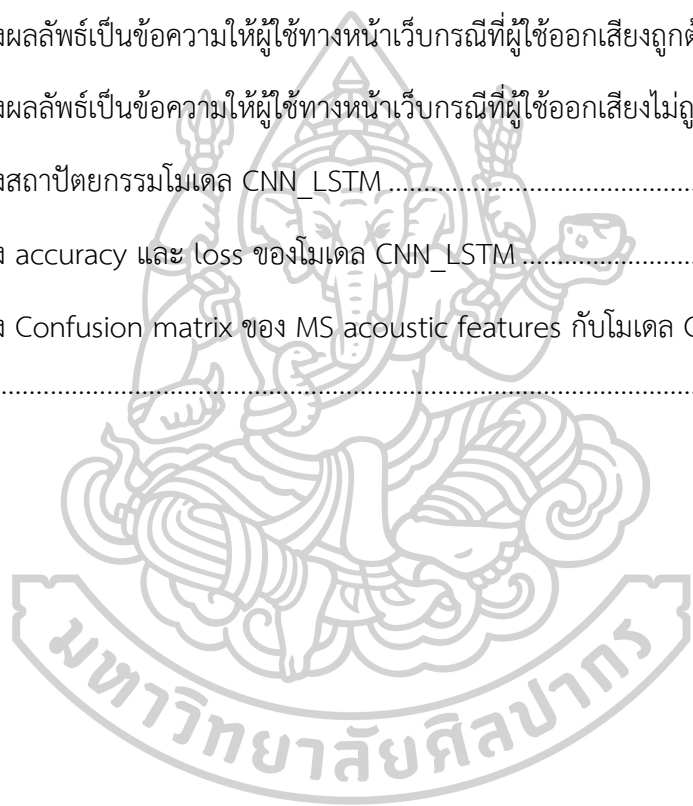 งผลลัพธ์เป็นข้อความให้ผู้ใช้ทางหน้าเว็บกรณีที่ผู้ใช้ออกเสียงถูกต้
งผลลัพธ์เป็นข้อความให้ผู้ใช้ทางหน้าเว็บกรณีที่ผู้ใช้ออกเสียงไม่ถู
งสถาปัตยกรรมโมเดล CNN_LSTM ........................................
ง accuracy และ loss ของโมเดล CNN_LSTM ......................
ง Confusion matrix ของ MS acoustic features กับโมเดล C
................................................................................
มหาวิทยาลัยศิลปากร